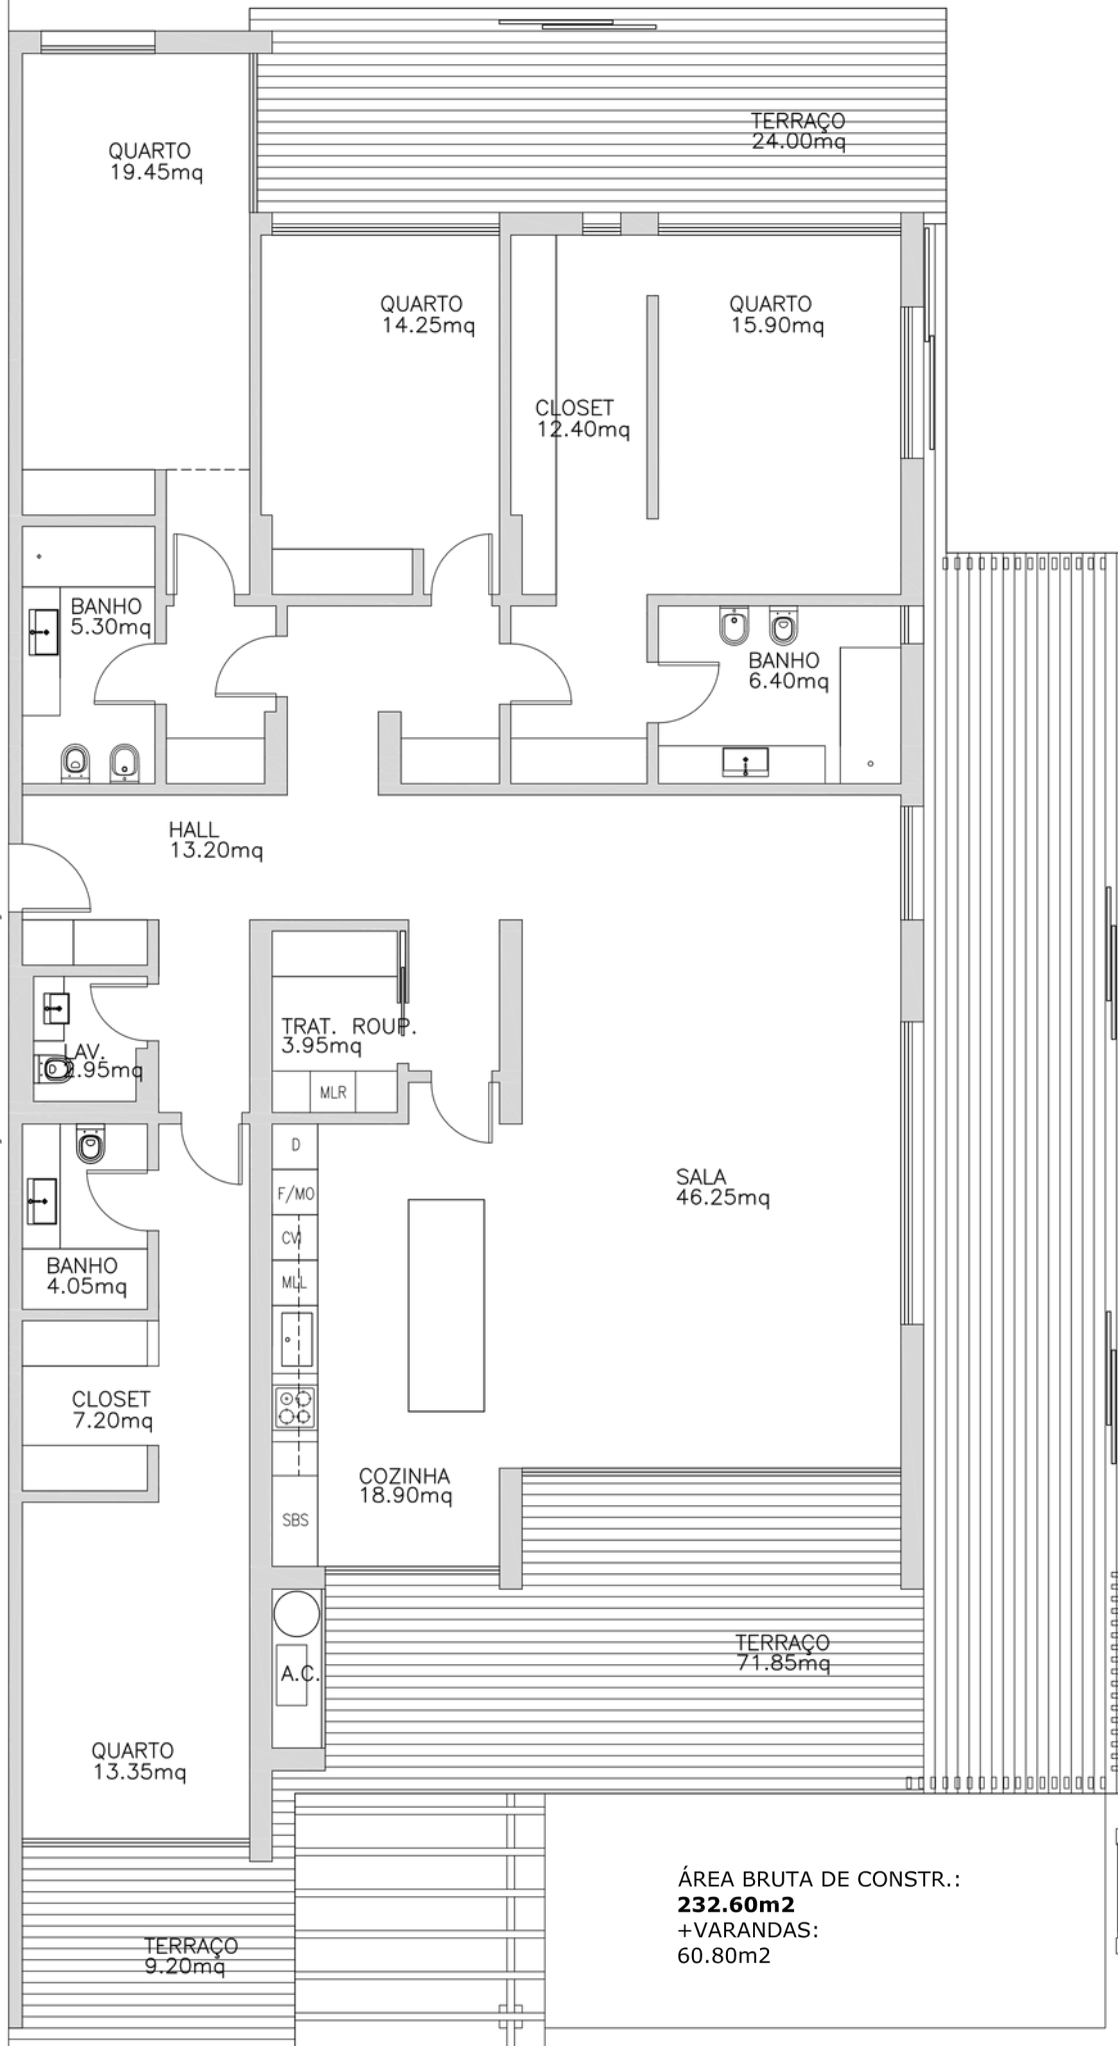 TERRAÇO
24.00mq
QUARTO
19.45mq
QUARTO
14.25mq
QUARTO
15.90mq
CLOSET
12.40mq
BANHO
5.30mq
BANHO
6.40mq
HALL
13.20mq
TRAT. ROUP.
3.95mq
LAV.
2.95mq
MLR
D
F/MO
CV
MLL
SALA
46.25mq
BANHO
4.05mq
CLOSET
7.20mq
COZINHA
18.90mq
SBS
TERRAÇO
71.85mq
A.C.
QUARTO
13.35mq
ÁREA BRUTA DE CONSTR.:
232.60m2
+VARANDAS:
60.80m2
TERRAÇO
9.20mq